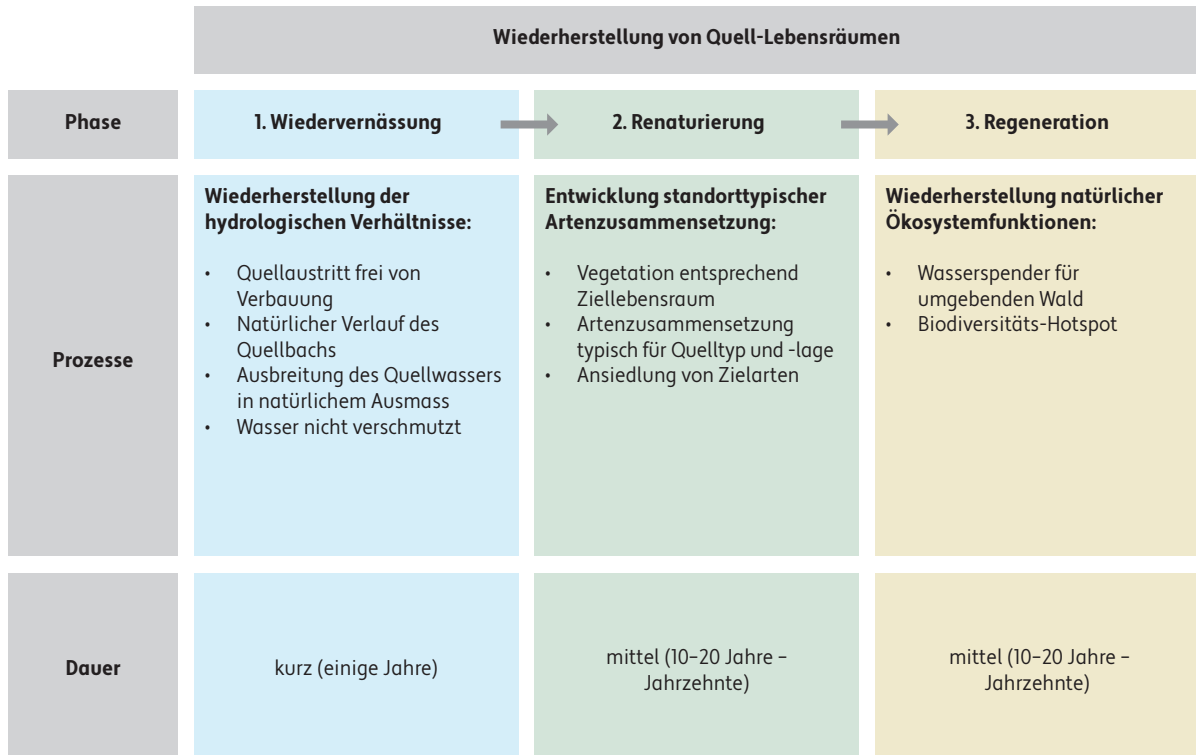 Wiederherstellung von Quell-Lebensräumen
Phase
1. Wiedervernässung
2. Renaturierung
3. Regeneration
Prozesse
Wiederherstellung der
hydrologischen Verhältnisse:
• Quellaustritt frei von
Verbauung
• Natürlicher Verlauf des
Quellbachs
• Ausbreitung des Quellwassers
in natürlichem Ausmass
• Wasser nicht verschmutzt
Entwicklung standorttypischer
Artenzusammensetzung:
• Vegetation entsprechend
Ziellebensraum
• Artenzusammensetzung
typisch für Quelltyp und -lage
• Ansiedlung von Zielarten
Wiederherstellung natürlicher
Ökosystemfunktionen:
• Wasserspender für
umgebenden Wald
• Biodiversitäts-Hotspot
Dauer
kurz (einige Jahre)
mittel (10–20 Jahre –
Jahrzehnte)
mittel (10–20 Jahre –
Jahrzehnte)